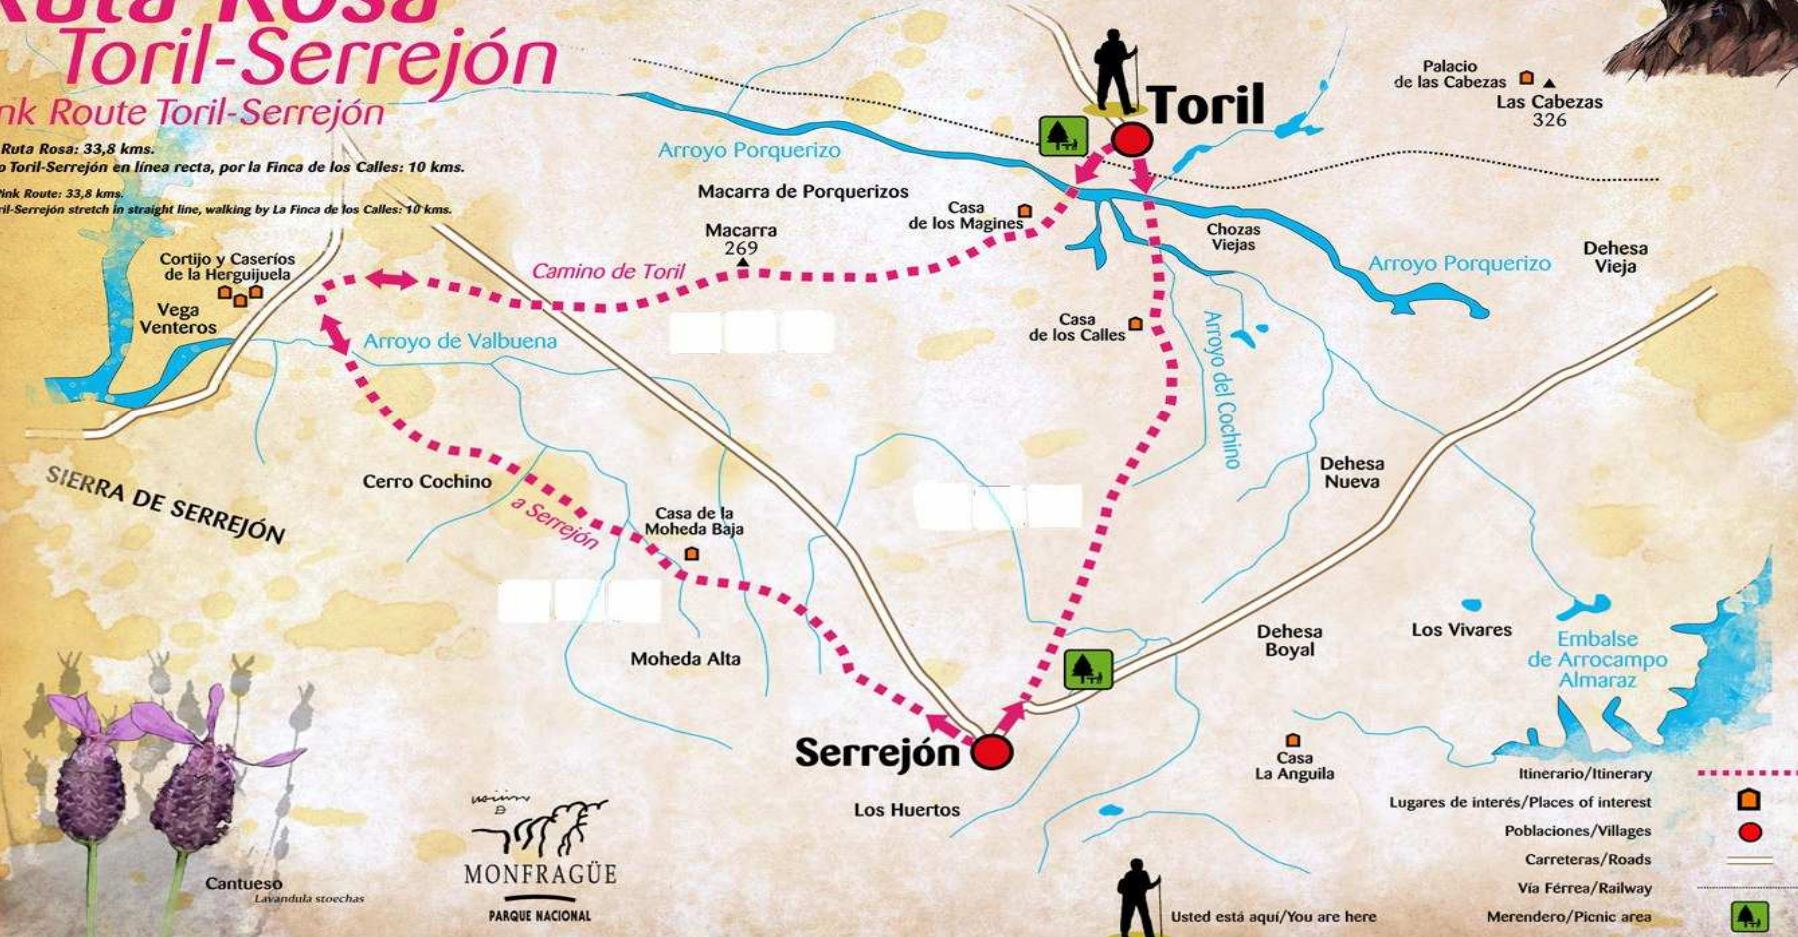 Ruta Rosa
Toril-Serrejón
nk Route Toril-Serrejón
Ruta Rosa: 33,8 kms.
o Toril-Serrejón en línea recta, por la Finca de los Calles: 10 kms.
Pink Route: 33,8 kms.
ril-Serrejón stretch in straight line, walking by La Finca de los Calles: 10 kms.
Toril
Palacio
de las Cabezas
Las Cabezas
326
Arroyo Porquerizo
Macarra de Porquerizos
Casa
de los Magines
Macarra
269
Chozas
Viejas
Arroyo Porquerizo
Dehesa
Vieja
Cortijo y Caseríos
de la Herguijuela
Camino de Toril
Vega
Venteros
Arroyo de Valbuena
Casa
de los Calles
Arroyo del Cochino
SIERRA DE SERREJÓN
Cerro Cochino
a Serrejón
Casa de la
Moheda Baja
Dehesa
Nueva
Moheda Alta
Dehesa
Boyal
Los Vivares
Embalse
de Arrocampo
Almaraz
Serrejón
Los Huertos
Casa
La Anguila
Cantueso
Lavandula stoechas
MONFRAGÜE
PARQUE NACIONAL
Usted está aquí/You are here
Itinerario/Itinerary
Lugares de interés/Places of interest
Poblaciones/Villages
Carreteras/Roads
Vía Férrea/Railway
Merendero/Picnic area